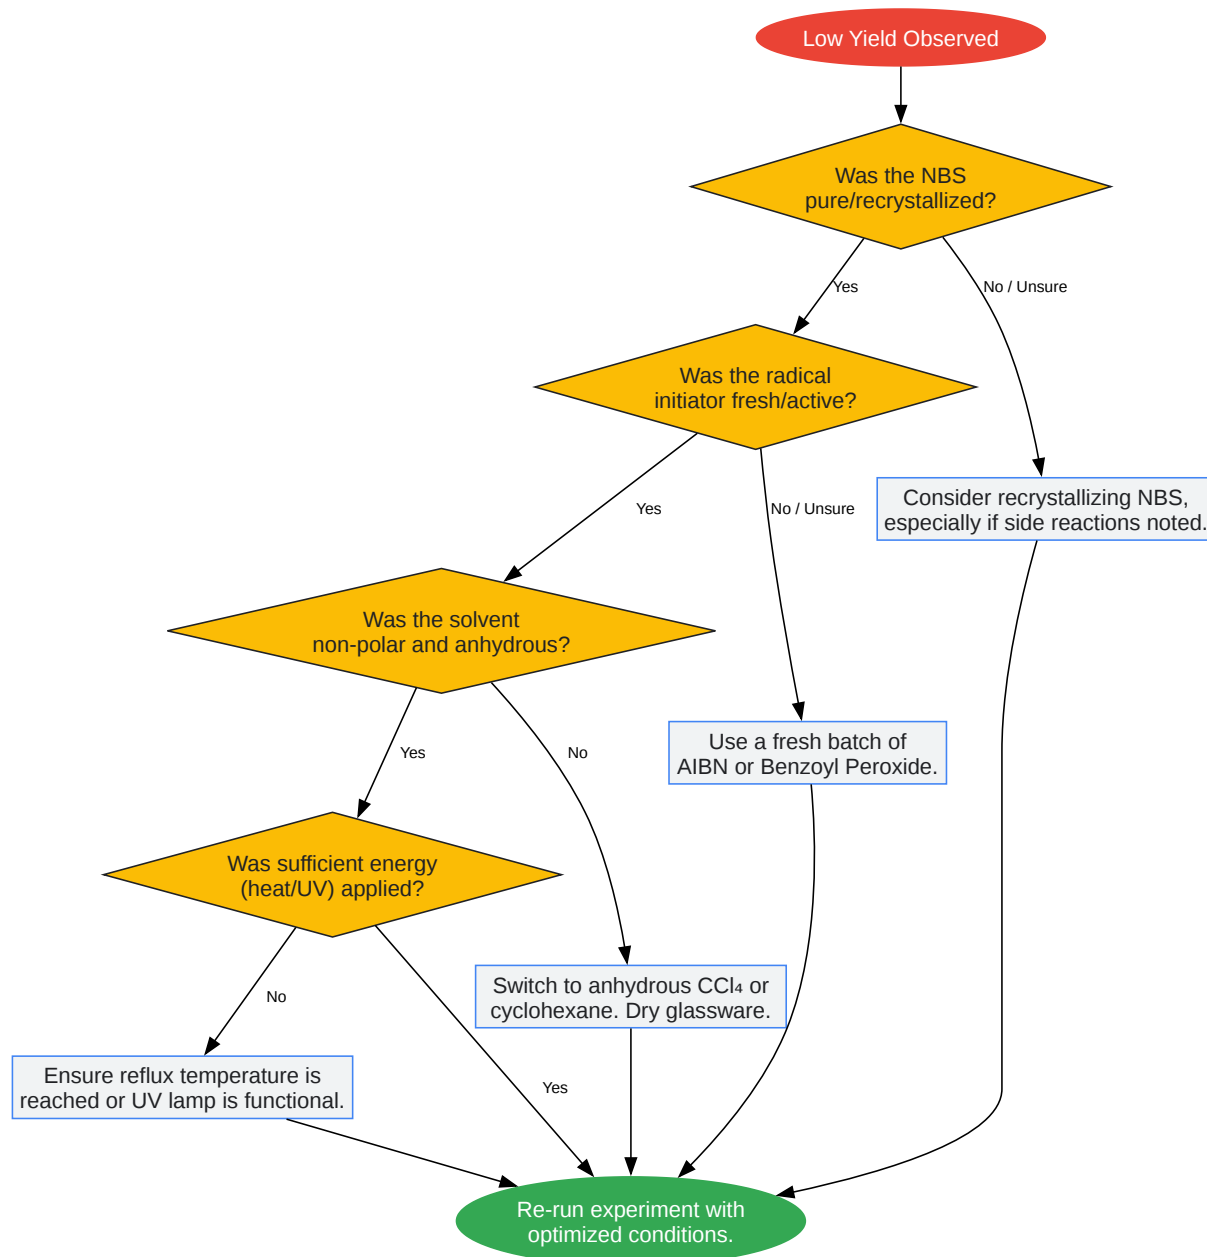 Low Yield Observed
Was the NBS
pure/recrystallized?
Yes
No / Unsure
Was the radical
initiator fresh/active?
Consider recrystallizing NBS,
especially if side reactions noted.
Yes
No / Unsure
Was the solvent
non-polar and anhydrous?
Use a fresh batch of
AIBN or Benzoyl Peroxide.
Yes
No
Was sufficient energy
(heat/UV) applied?
Switch to anhydrous CCl₄ or
cyclohexane. Dry glassware.
No
Yes
Ensure reflux temperature is
reached or UV lamp is functional.
Re-run experiment with
optimized conditions.